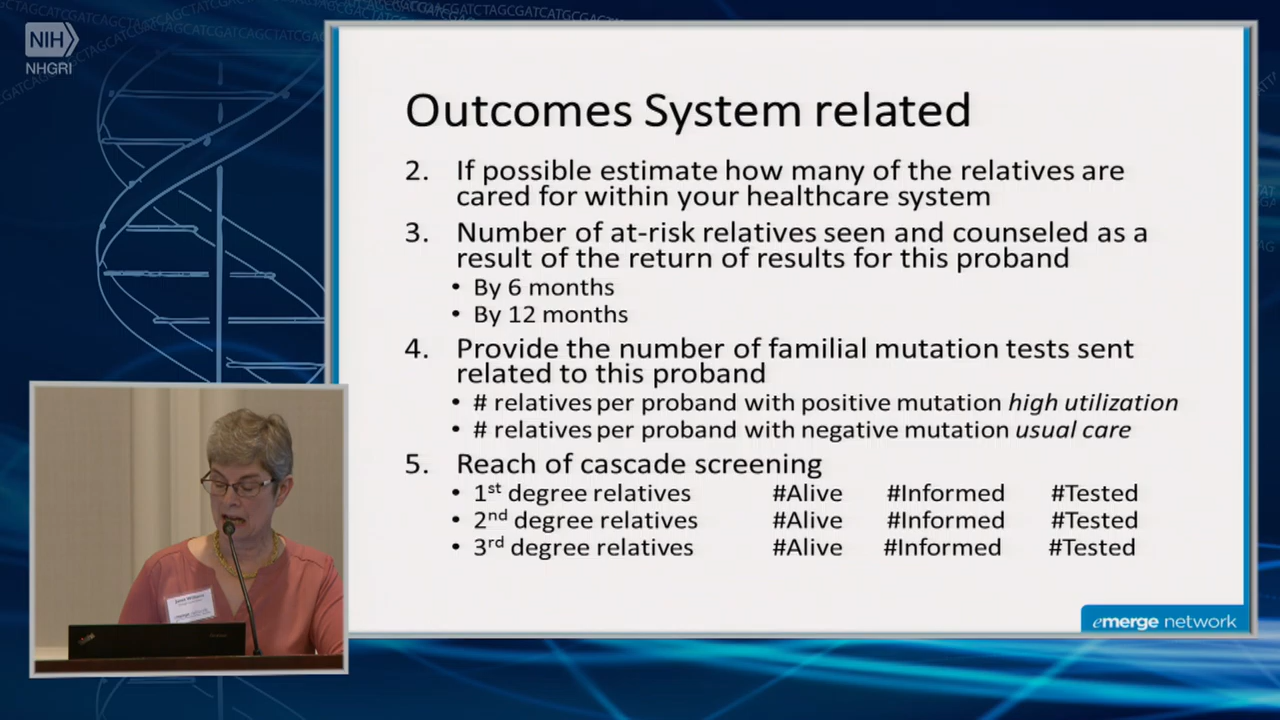 NIH
NHGRI
Outcomes System related
2. If possible estimate how many of the relatives are
cared for within your healthcare system
3. Number of at-risk relatives seen and counseled as a
result of the return of results for this proband
• By 6 months
• By 12 months
4. Provide the number of familial mutation tests sent
related to this proband
• # relatives per proband with positive mutation high utilization
• # relatives per proband with negative mutation usual care
5. Reach of cascade screening
• 1st degree relatives #Alive #Informed #Tested
• 2nd degree relatives #Alive #Informed #Tested
• 3rd degree relatives #Alive #Informed #Tested
emerge network